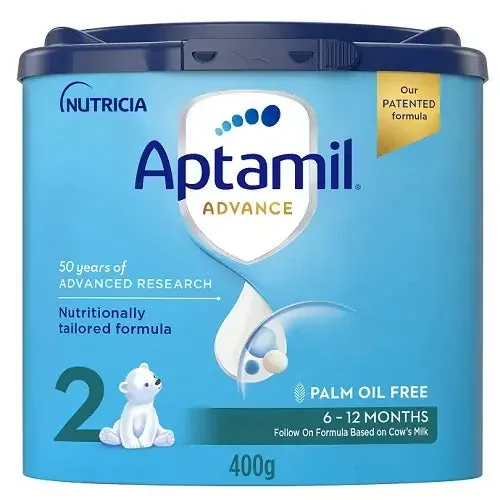 NUTRICIA
Our
PATENTED
formula
Aptamil®
ADVANCE
50 years of
ADVANCED RESEARCH
Nutritionally
tailored formula
2
PALM OIL FREE
6 – 12 MONTHS
Follow On Formula Based on Cow's Milk
400g